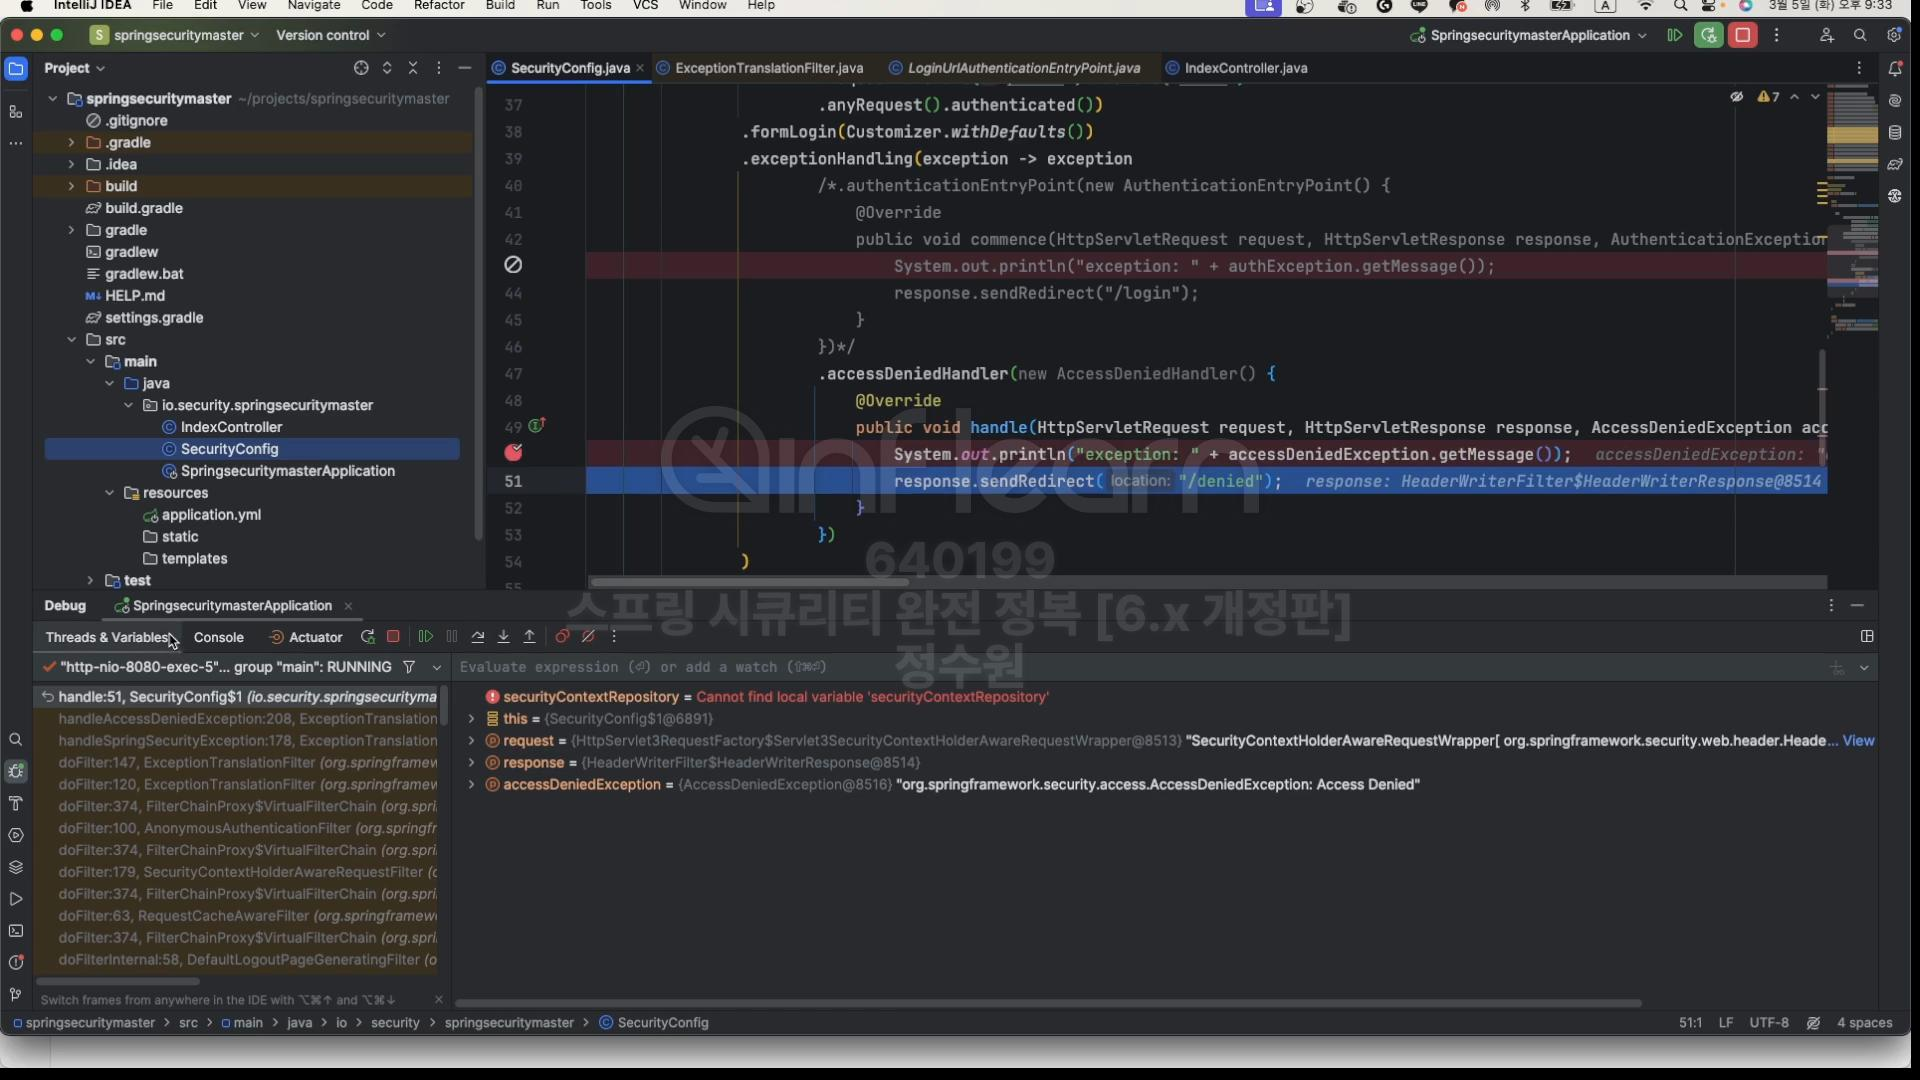 IntelliJ IDEA File Edit View Navigate Code Refactor Build Run Tools VCS Window Help
3월 5일 (화) 오후 9:33
S springsecuritymaster Version control
SpringsecuritymasterApplication
Project
SecurityConfig.java ExceptionTranslationFilter.java LoginUrlAuthenticationEntryPoint.java IndexController.java
springsecuritymaster ~/projects/springsecuritymaster
.gitignore
.gradle
.idea
build
build.gradle
gradle
gradlew
gradlew.bat
HELP.md
settings.gradle
src
main
java
io.security.springsecuritymaster
IndexController
SecurityConfig
SpringsecuritymasterApplication
resources
application.yml
static
templates
test
7
37 .anyRequest().authenticated())
38 .formLogin(Customizer.withDefaults())
39 .exceptionHandling(exception -> exception
40 /*.authenticationEntryPoint(new AuthenticationEntryPoint() {
41 @Override
42 public void commence(HttpServletRequest request, HttpServletResponse response, AuthenticationException
System.out.println("exception: " + authException.getMessage());
44 response.sendRedirect("/login");
45 }
46 })*/
47 .accessDeniedHandler(new AccessDeniedHandler() {
48 @Override
49 public void handle(HttpServletRequest request, HttpServletResponse response, AccessDeniedException acc
System.out.println("exception: " + accessDeniedException.getMessage()); accessDeniedException: "
51 response.sendRedirect( location: "/denied"); response: HeaderWriterFilter$HeaderWriterResponse@8514
52 }
53 })
54 )
55
inflearn
640199
스프링 시큐리티 완전 정복 [6.x 개정판]
정수원
Debug SpringsecuritymasterApplication
Threads & Variables Console Actuator
"http-nio-8080-exec-5"... group "main": RUNNING
Evaluate expression (⏎) or add a watch (⇧⌘⏎)
handle:51, SecurityConfig$1 (io.security.springsecurityma
handleAccessDeniedException:208, ExceptionTranslation
handleSpringSecurityException:178, ExceptionTranslation
doFilter:147, ExceptionTranslationFilter (org.springframew
doFilter:120, ExceptionTranslationFilter (org.springframew
doFilter:374, FilterChainProxy$VirtualFilterChain (org.spri
doFilter:100, AnonymousAuthenticationFilter (org.springfr
doFilter:374, FilterChainProxy$VirtualFilterChain (org.spri
doFilter:179, SecurityContextHolderAwareRequestFilter (o
doFilter:374, FilterChainProxy$VirtualFilterChain (org.spri
doFilter:63, RequestCacheAwareFilter (org.springframew
doFilter:374, FilterChainProxy$VirtualFilterChain (org.spri
doFilterInternal:58, DefaultLogoutPageGeneratingFilter (o
Switch frames from anywhere in the IDE with ⌥⌘↑ and ⌥⌘↓
securityContextRepository = Cannot find local variable 'securityContextRepository'
this = {SecurityConfig$1@6891}
request = {HttpServlet3RequestFactory$Servlet3SecurityContextHolderAwareRequestWrapper@8513} "SecurityContextHolderAwareRequestWrapper[ org.springframework.security.web.header.Heade... View
response = {HeaderWriterFilter$HeaderWriterResponse@8514}
accessDeniedException = {AccessDeniedException@8516} "org.springframework.security.access.AccessDeniedException: Access Denied"
springsecuritymaster > src > main > java > io > security > springsecuritymaster > SecurityConfig
51:1 LF UTF-8 4 spaces